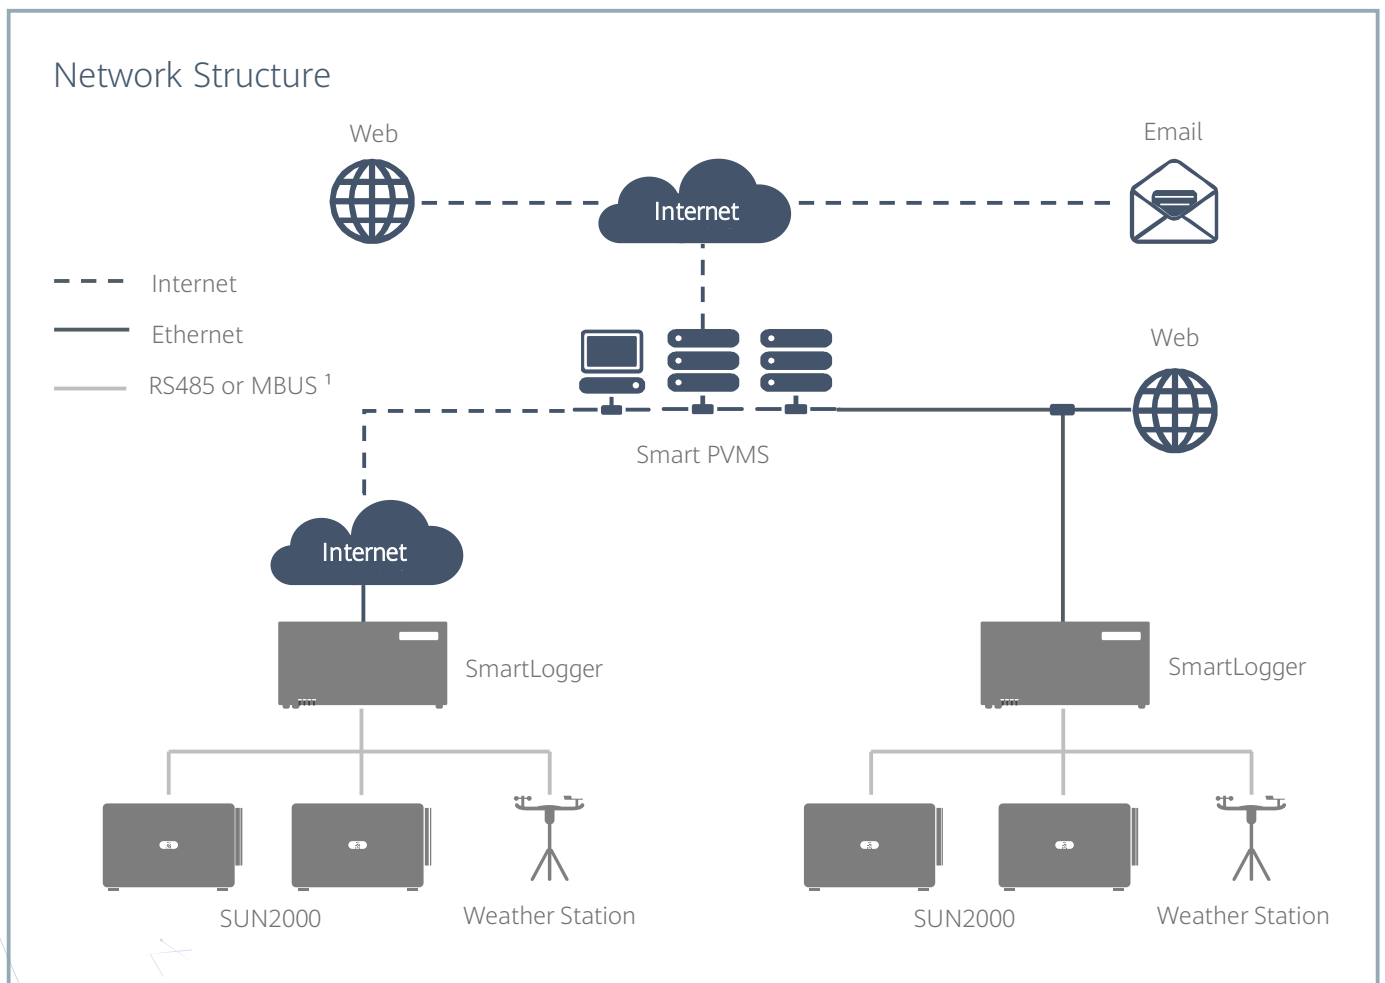 Network Structure
Web
Email
Internet
Internet
Ethernet
RS485 or MBUS ¹
Web
Smart PVMS
Internet
SmartLogger
SmartLogger
SUN2000
Weather Station
SUN2000
Weather Station